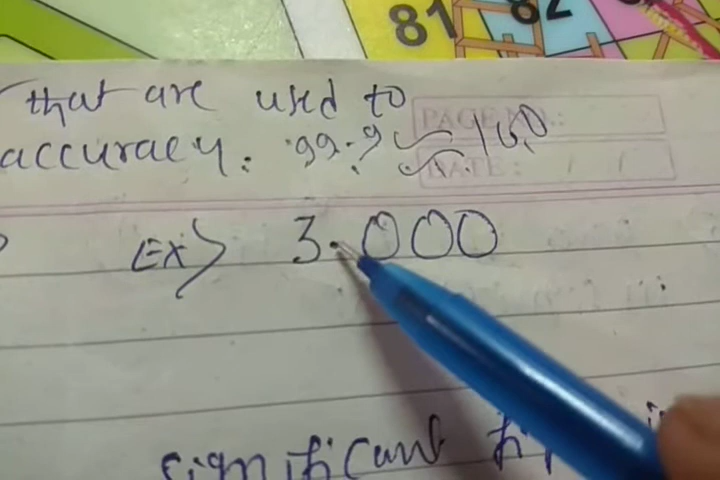 81 82
that are used to
PAGE NO.:
accuracy. 99.9 ≈ 100
DATE: / /
Ex> 3.000
significant